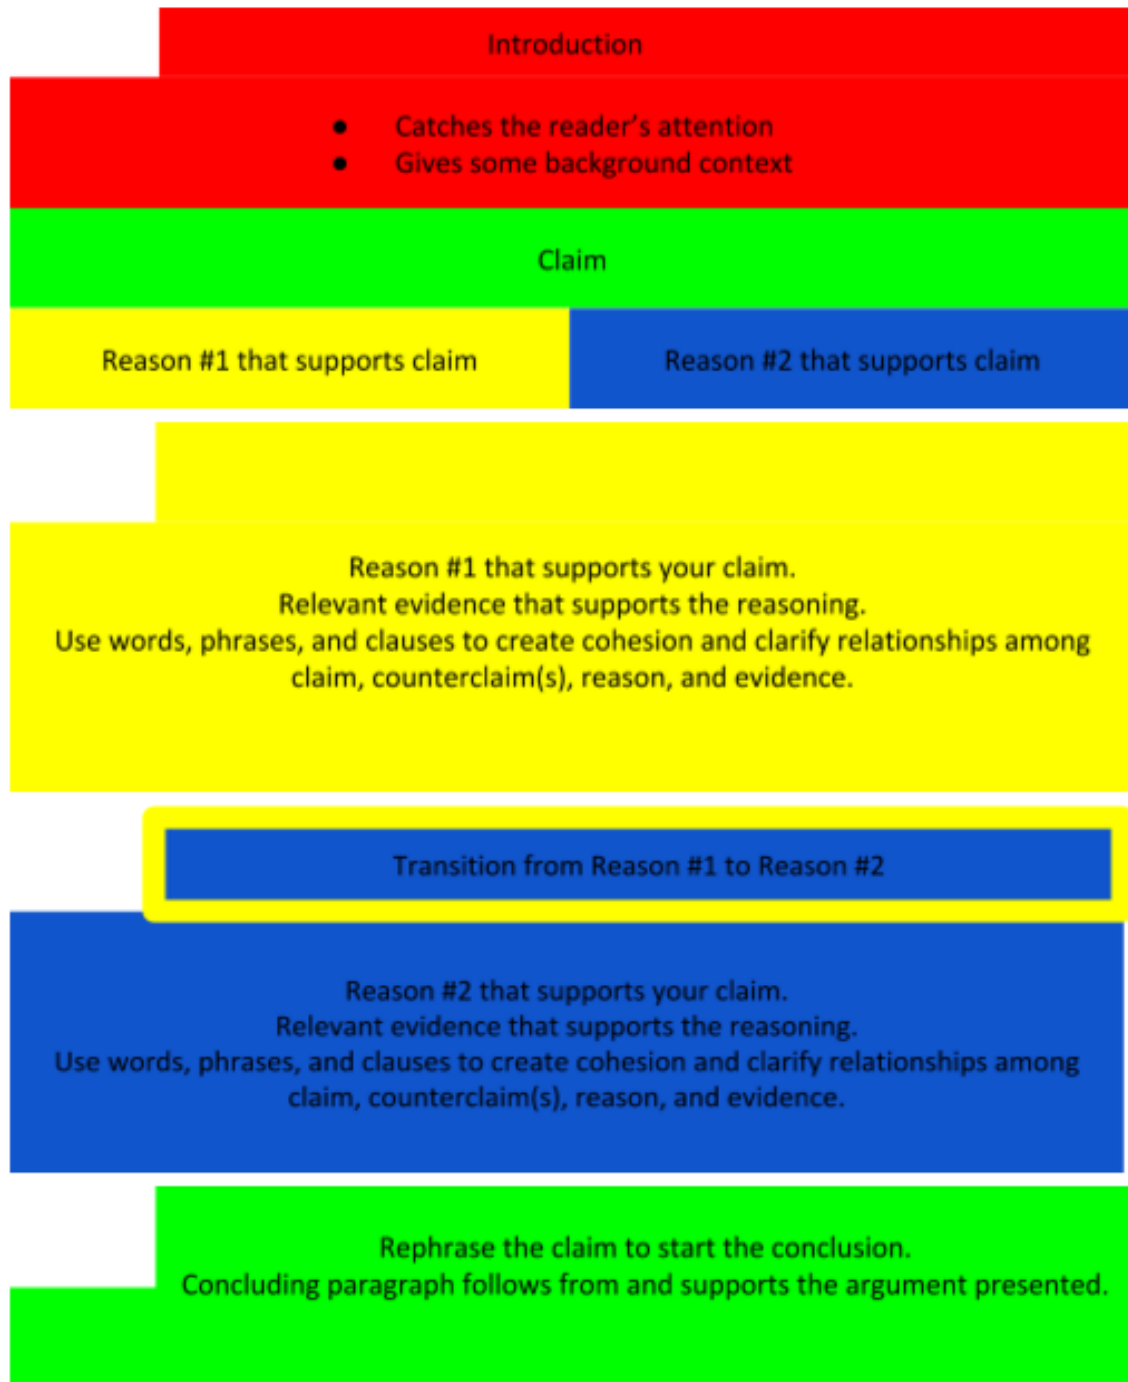 Introduction
● Catches the reader’s attention
● Gives some background context
Claim
Reason #1 that supports claim
Reason #2 that supports claim
Reason #1 that supports your claim.
Relevant evidence that supports the reasoning.
Use words, phrases, and clauses to create cohesion and clarify relationships among
claim, counterclaim(s), reason, and evidence.
Transition from Reason #1 to Reason #2
Reason #2 that supports your claim.
Relevant evidence that supports the reasoning.
Use words, phrases, and clauses to create cohesion and clarify relationships among
claim, counterclaim(s), reason, and evidence.
Rephrase the claim to start the conclusion.
Concluding paragraph follows from and supports the argument presented.